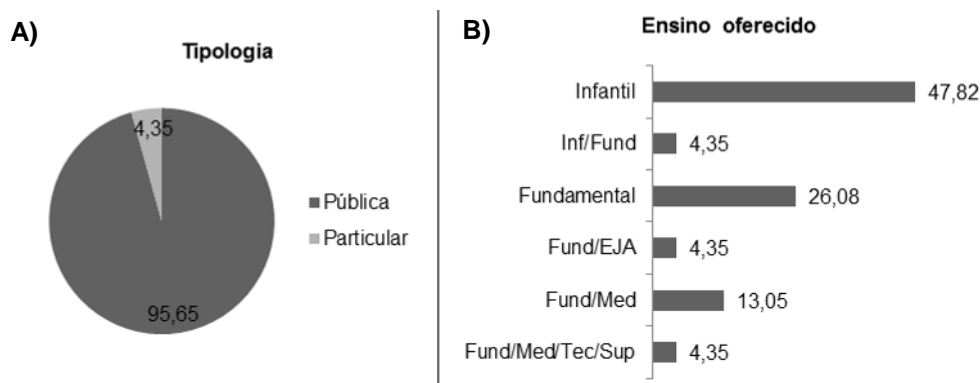 A)
Tipologia
4,35
95,65
Pública
Particular
B)
Ensino oferecido
Infantil 47,82
Inf/Fund 4,35
Fundamental 26,08
Fund/EJA 4,35
Fund/Med 13,05
Fund/Med/Tec/Sup 4,35